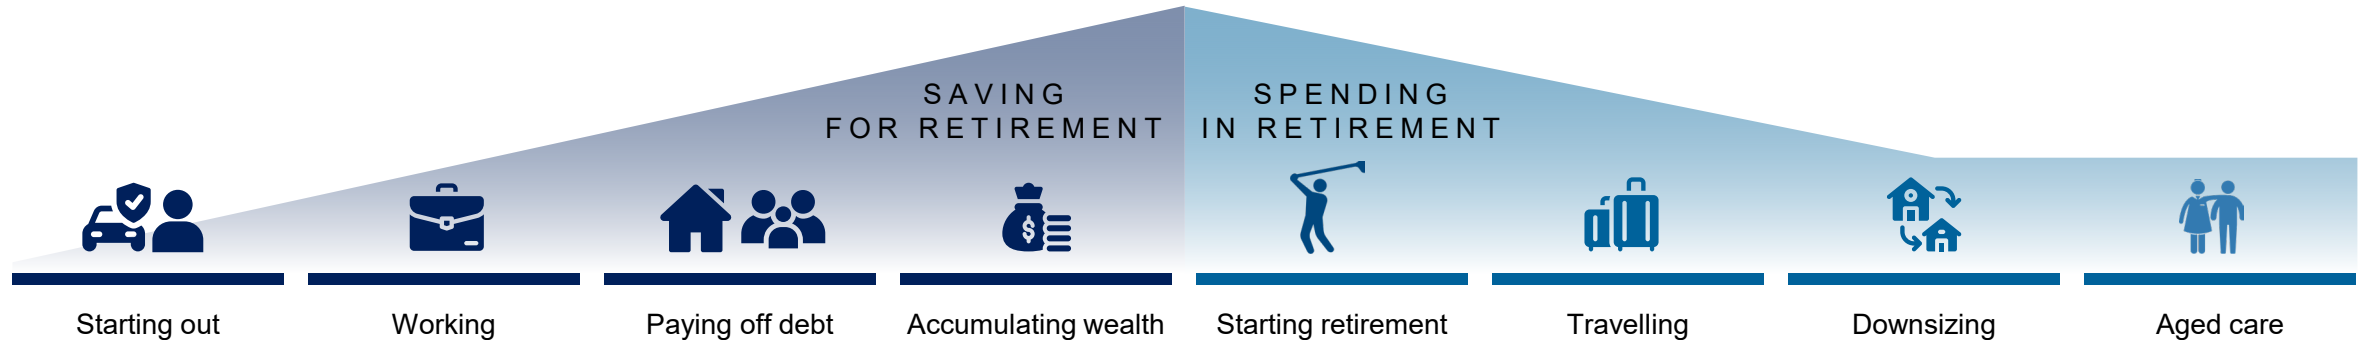 SAVING
FOR RETIREMENT
SPENDING
IN RETIREMENT
$
Starting out
Working
Paying off debt
Accumulating wealth
Starting retirement
Travelling
Downsizing
Aged care